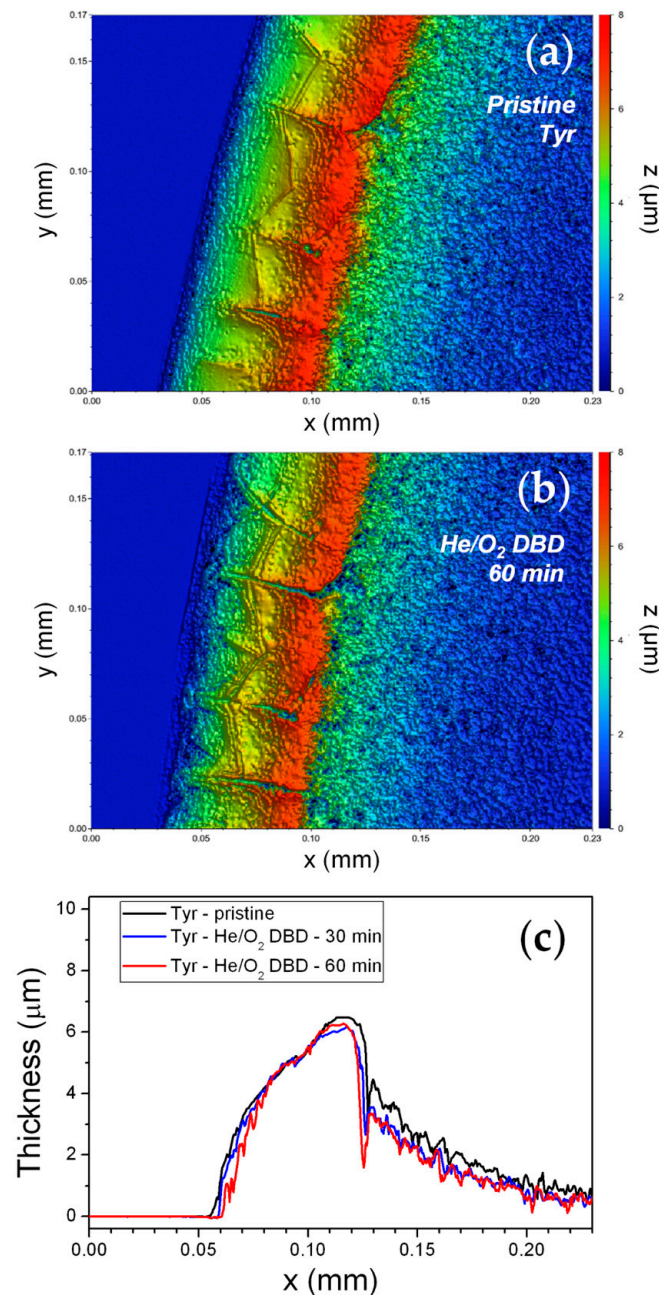 0.17
0.15
0.10
0.05
0.00
y (mm)
(a)
Pristine
Tyr
8
6
4
2
0
z (μm)
0.00
0.05
0.10
0.15
0.20
0.23
x (mm)
0.17
0.15
0.10
0.05
0.00
y (mm)
(b)
He/O₂ DBD
60 min
8
6
4
2
0
z (μm)
0.00
0.05
0.10
0.15
0.20
0.23
x (mm)
Tyr - pristine
Tyr - He/O₂ DBD - 30 min
Tyr - He/O₂ DBD - 60 min
(c)
10
8
6
4
2
0
Thickness (μm)
0.00
0.05
0.10
0.15
0.20
x (mm)